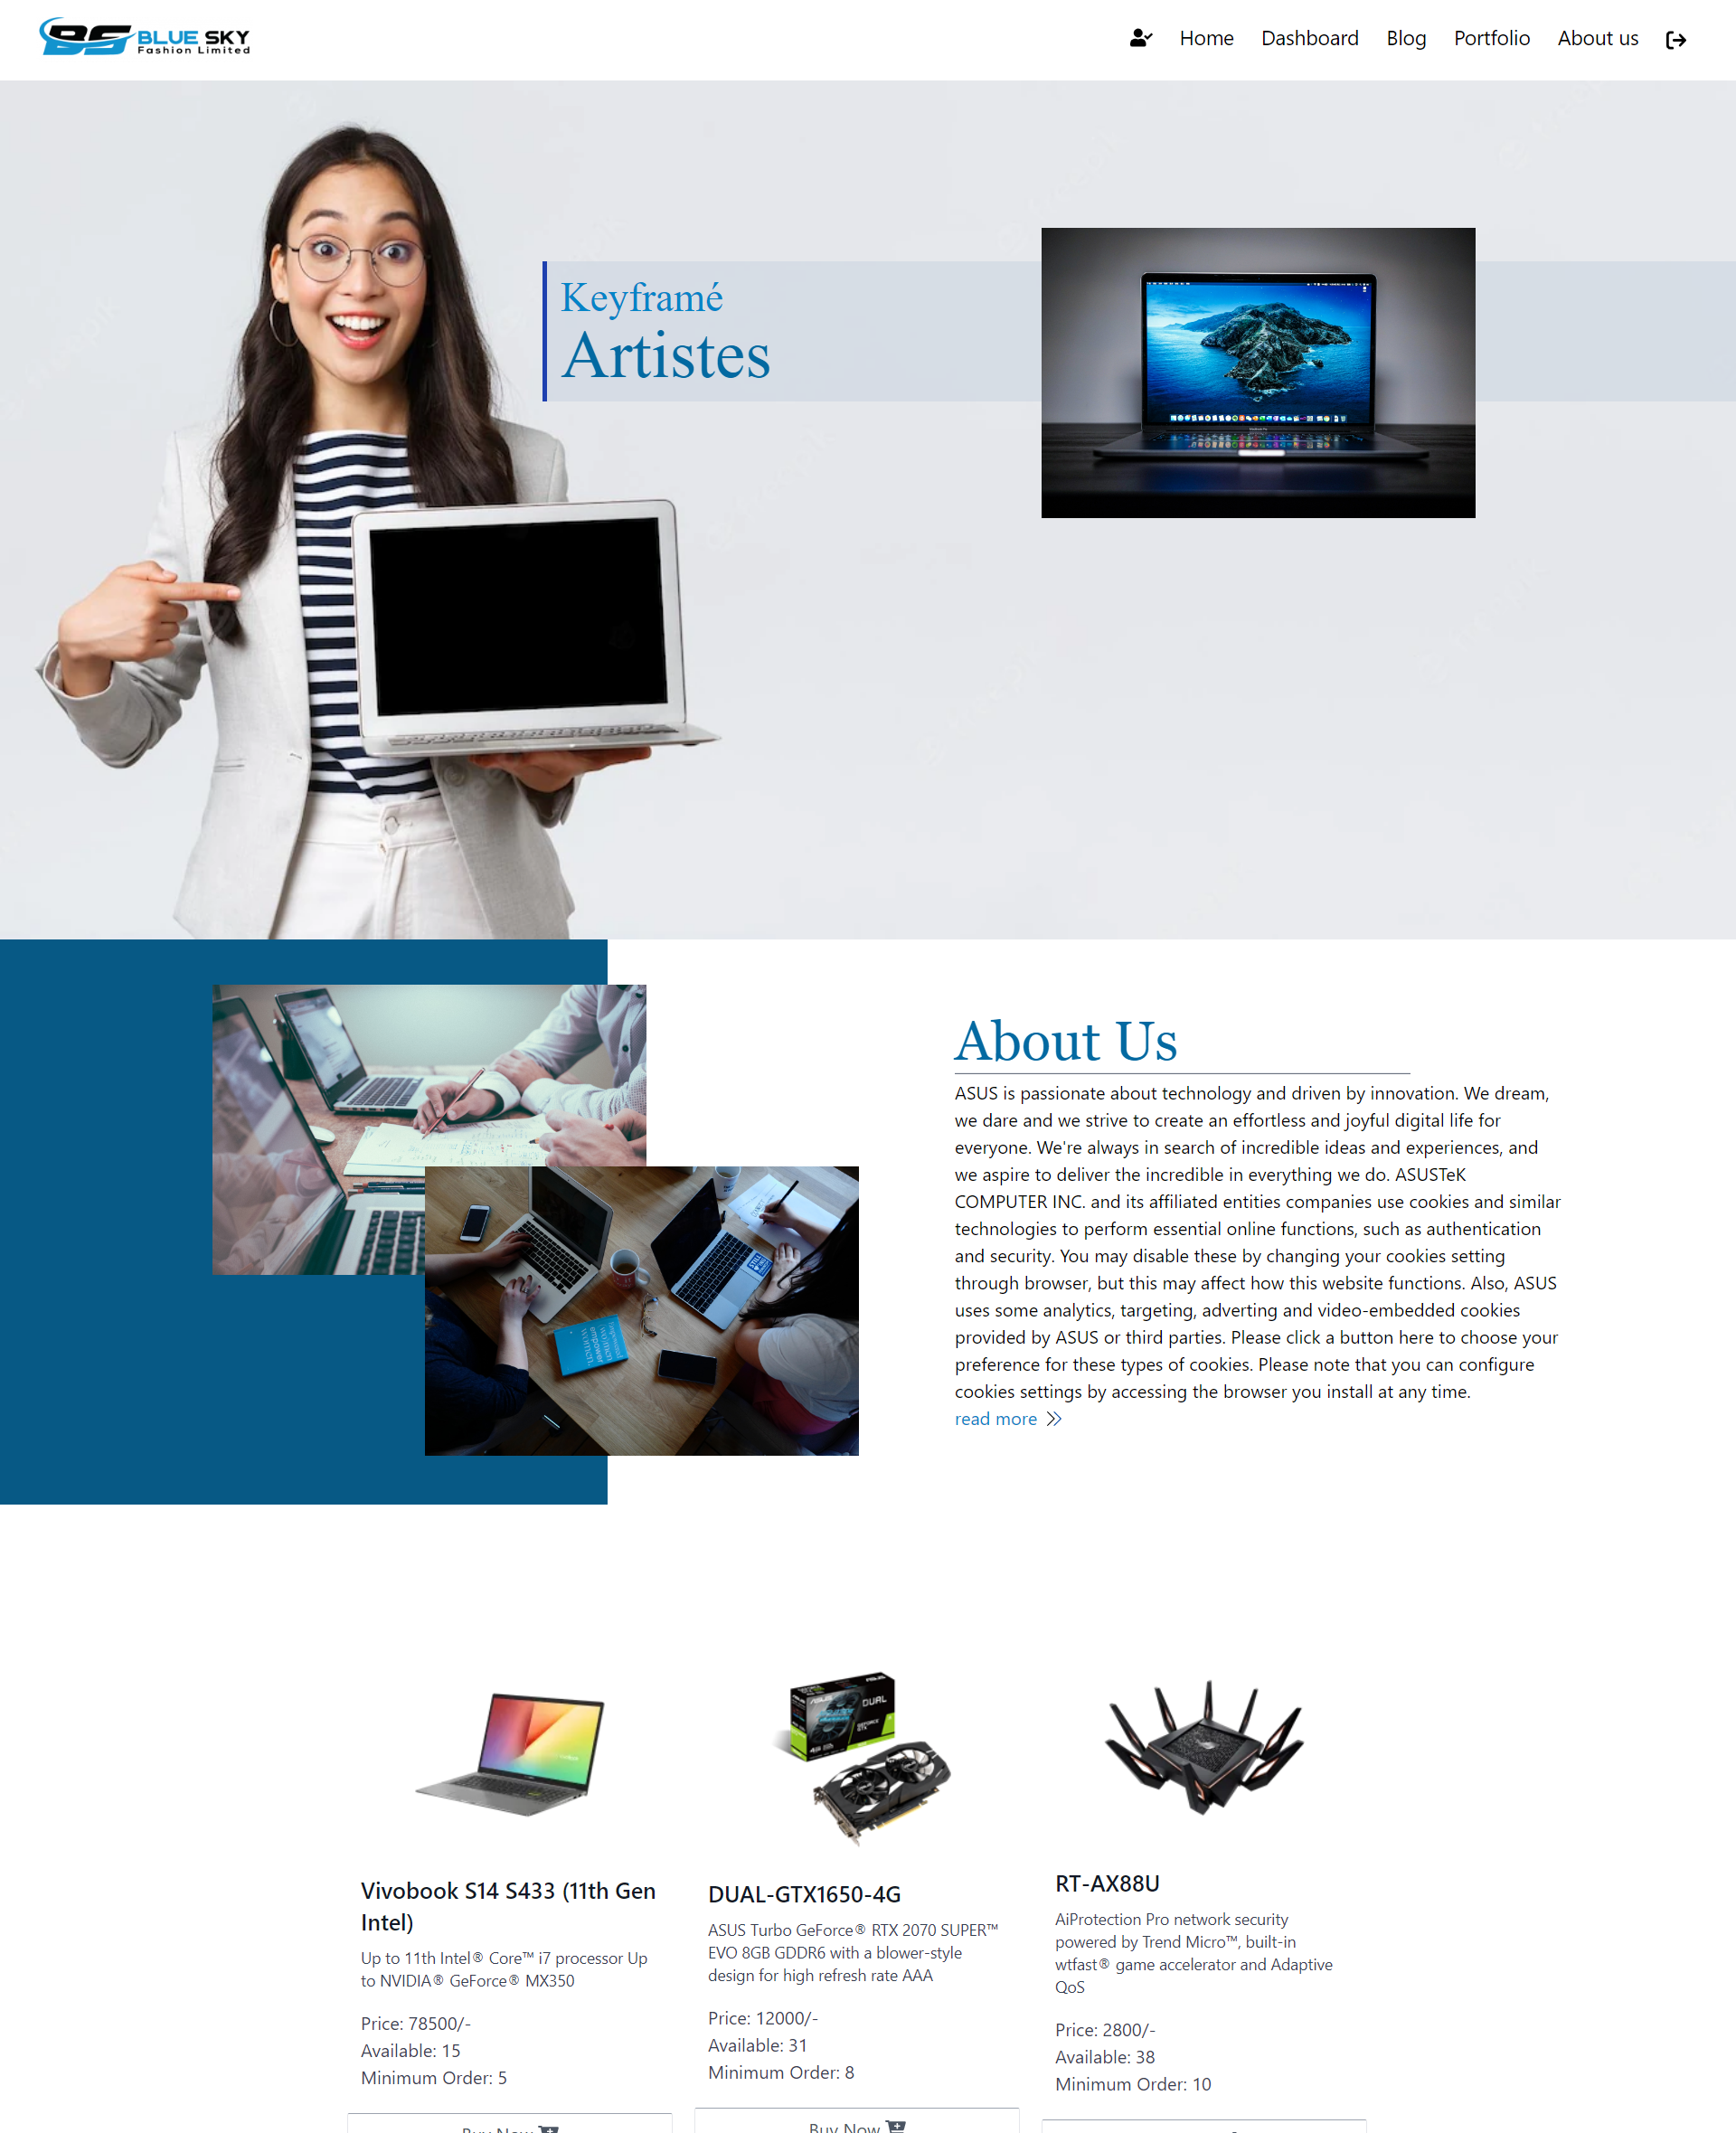 BS BLUE SKY
Fashion Limited
Home
Dashboard
Blog
Portfolio
About us
Keyframé
Artistes
About Us
ASUS is passionate about technology and driven by innovation. We dream,
we dare and we strive to create an effortless and joyful digital life for
everyone. We're always in search of incredible ideas and experiences, and
we aspire to deliver the incredible in everything we do. ASUSTeK
COMPUTER INC. and its affiliated entities companies use cookies and similar
technologies to perform essential online functions, such as authentication
and security. You may disable these by changing your cookies setting
through browser, but this may affect how this website functions. Also, ASUS
uses some analytics, targeting, adverting and video-embedded cookies
provided by ASUS or third parties. Please click a button here to choose your
preference for these types of cookies. Please note that you can configure
cookies settings by accessing the browser you install at any time.
read more
DUAL
Vivobook S14 S433 (11th Gen
Intel)
Up to 11th Intel® Core™ i7 processor Up
to NVIDIA® GeForce® MX350
Price: 78500/-
Available: 15
Minimum Order: 5
Buy Now
DUAL-GTX1650-4G
ASUS Turbo GeForce® RTX 2070 SUPER™
EVO 8GB GDDR6 with a blower-style
design for high refresh rate AAA
Price: 12000/-
Available: 31
Minimum Order: 8
Buy Now
RT-AX88U
AiProtection Pro network security
powered by Trend Micro™, built-in
wtfast® game accelerator and Adaptive
QoS
Price: 2800/-
Available: 38
Minimum Order: 10